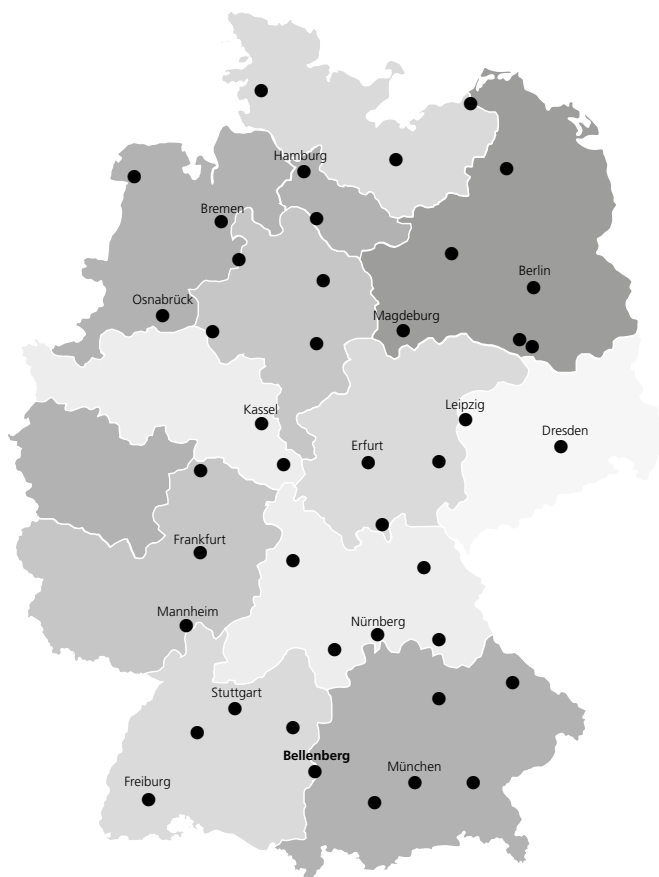 Hamburg
Bremen
Berlin
Osnabrück
Magdeburg
Kassel
Leipzig
Dresden
Erfurt
Frankfurt
Mannheim
Nürnberg
Stuttgart
Bellenberg
München
Freiburg